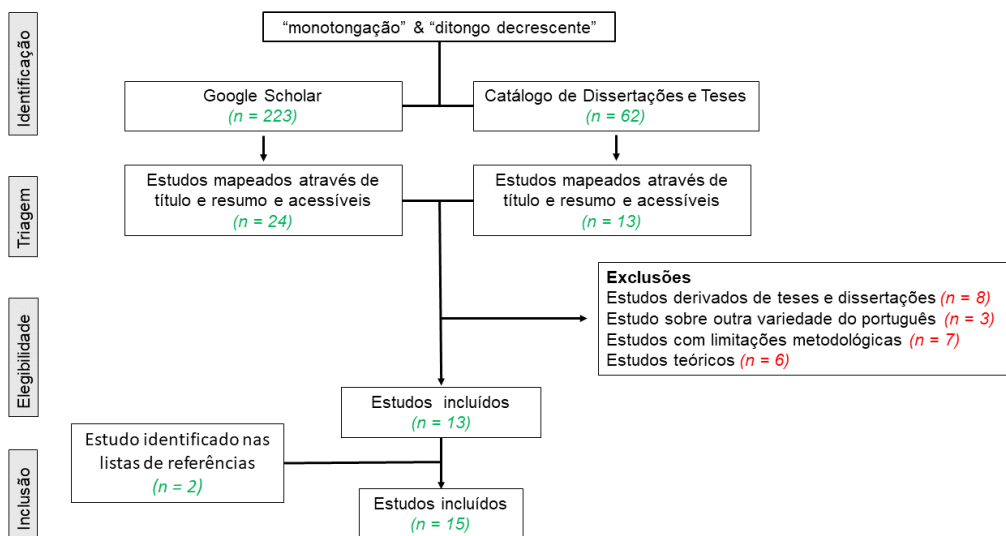 Identificação
“monotongação” & “ditongo decrescente”
Google Scholar
(n = 223)
Catálogo de Dissertações e Teses
(n = 62)
Triagem
Estudos mapeados através de
título e resumo e acessíveis
(n = 24)
Estudos mapeados através de
título e resumo e acessíveis
(n = 13)
Elegibilidade
Exclusões
Estudos derivados de teses e dissertações (n = 8)
Estudo sobre outra variedade do português (n = 3)
Estudos com limitações metodológicas (n = 7)
Estudos teóricos (n = 6)
Estudos incluídos
(n = 13)
Inclusão
Estudo identificado nas
listas de referências
(n = 2)
Estudos incluídos
(n = 15)